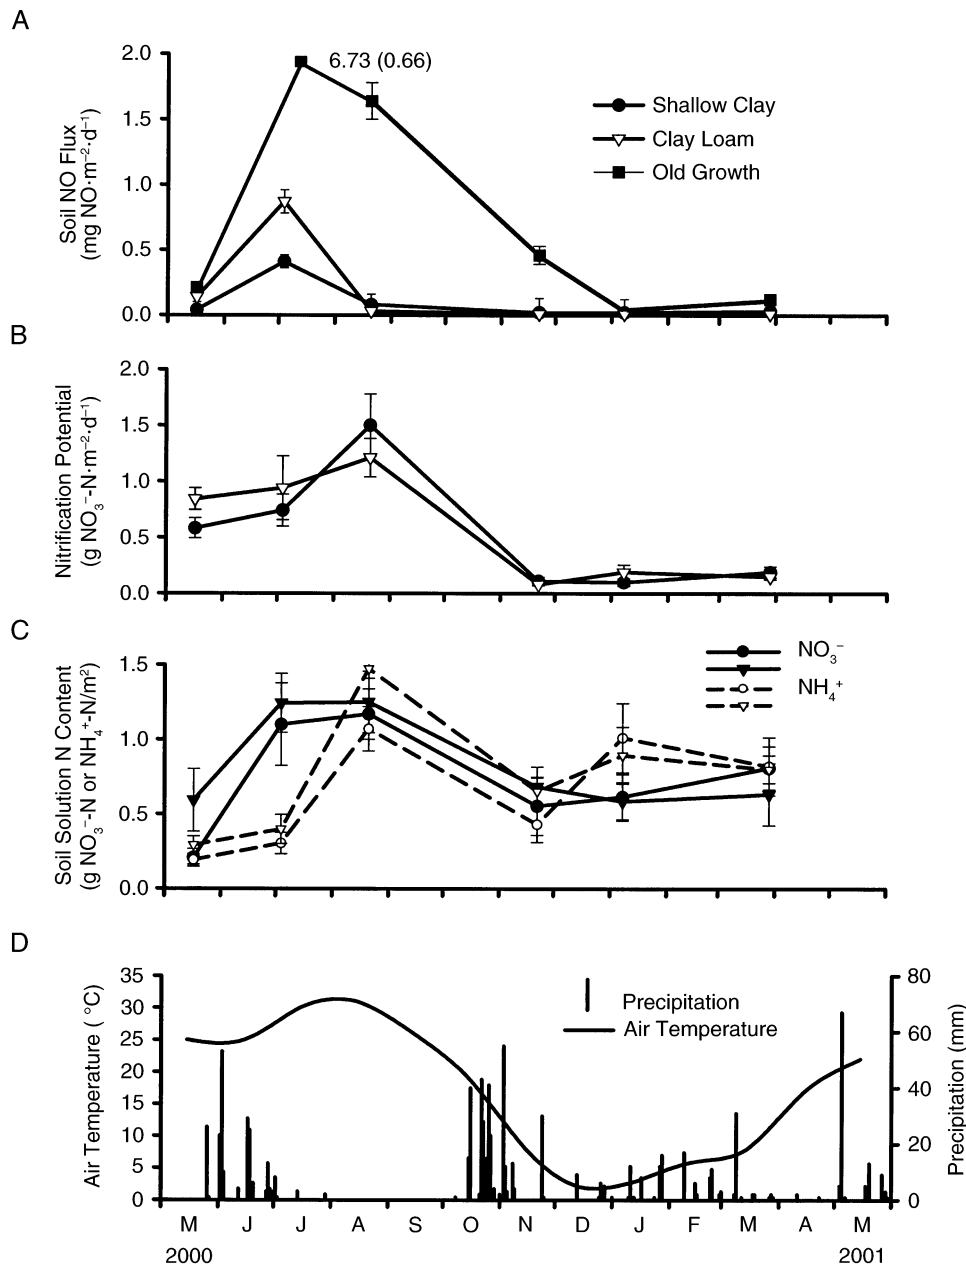 A
Soil NO Flux
(mg NO·m⁻²·d⁻¹)
2.0
1.5
1.0
0.5
0.0
6.73 (0.66)
Shallow Clay
Clay Loam
Old Growth
B
Nitrification Potential
(g NO₃⁻-N·m⁻²·d⁻¹)
2.0
1.5
1.0
0.5
0.0
C
Soil Solution N Content
(g NO₃⁻-N or NH₄⁺-N/m²)
1.5
1.0
0.5
0.0
NO₃⁻
NH₄⁺
D
Air Temperature ( °C)
35
30
25
20
15
10
5
0
Precipitation
Air Temperature
80
60
40
20
0
Precipitation (mm)
M J J A S O N D J F M A M
2000 2001